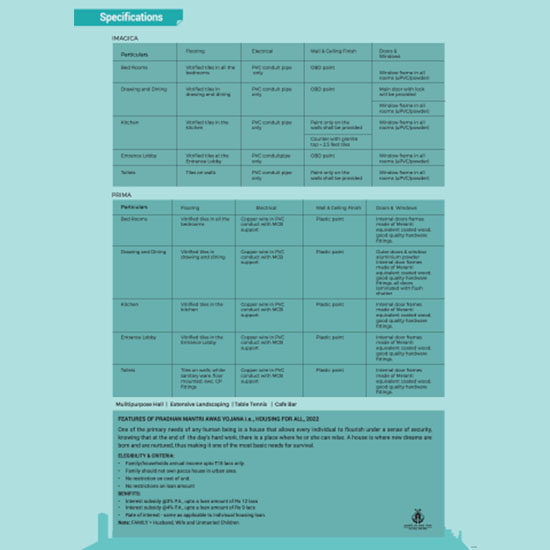 Specifications
IMAGICA
Particulars Flooring Electrical Wall & Ceiling Finish Doors & Windows
Bed Rooms Vitrified tiles in all the bedrooms PVC conduit pipe only OBD paint Window frame in all rooms (uPVC/powder)
Drawing and Dining Vitrified tiles in drawing and dining PVC conduit pipe only OBD paint Main door with lock will be provided
Window frame in all rooms (uPVC/powder)
Kitchen Vitrified tiles in the kitchen PVC conduit pipe only Paint only on the walls shall be provided Window frame in all rooms (uPVC/powder)
Counter with granite top - 2.5 feet tiles
Entrance Lobby Vitrified tiles at the Entrance Lobby PVC conduitpipe only OBD paint Window frame in all rooms (uPVC/powder)
Toilets Tiles on walls PVC conduit pipe only Paint only on the walls shall be provided Window frame in all rooms (uPVC/powder)
PRIMA
Particulars Flooring Electrical Wall & Ceiling Finish Doors & Windows
Bed Rooms Vitrified tiles in all the bedrooms Copper wire in PVC conduit with MCB support Plastic paint Internal doors frames made of Meranti equivalent coated wood, good quality hardware fittings.
Drawing and Dining Vitrified tiles in drawing and dining Copper wire in PVC conduit with MCB support Plastic paint Outer doors & window aluminium powder Internal door frames made of Meranti equivalent coated wood, good quality hardware fittings, all doors laminated with flush shutter
Kitchen Vitrified tiles in the kitchen Copper wire in PVC conduit with MCB support Plastic paint Internal door frames made of Meranti equivalent coated wood, good quality hardware fittings.
Entrance Lobby Vitrified tiles in the Entrance Lobby Copper wire in PVC conduit with MCB support Plastic paint Internal door frames made of Meranti equivalent coated wood, good quality hardware fittings.
Toilets Tiles on walls, white sanitary ware, floor mounted, ewc, CP fittings Copper wire in PVC conduit with MCB support Plastic paint Internal door frames made of Meranti equivalent coated wood, good quality hardware fittings.
Multipurpose Hall | Extensive Landscaping | Table Tennis | Cafe Bar
FEATURES OF PRADHAN MANTRI AWAS YOJANA i.e., HOUSING FOR ALL, 2022
One of the primary needs of any human being is a house that allows every individual to flourish under a sense of security,
knowing that at the end of the day's hard work, there is a place where he or she can relax. A house is where new dreams are
born and are nurtured, thus making it one of the most basic needs for survival.
ELEGIBILITY & CRITERIA:
• Family/households annual income upto ₹18 lacs only
• Family should not own pacca house in urban area.
• No restriction on cost of unit
• No restrictions on loan amount
BENEFITS:
• Interest subsidy @3% P.A., upto a loan amount of Rs 12 lacs
• Interest subsidy @4% P.A., upto a loan amount of Rs 9 lacs
• Rate of interest - same as applicable to individual housing loan
Note: FAMILY = Husband, Wife and Unmarried Children